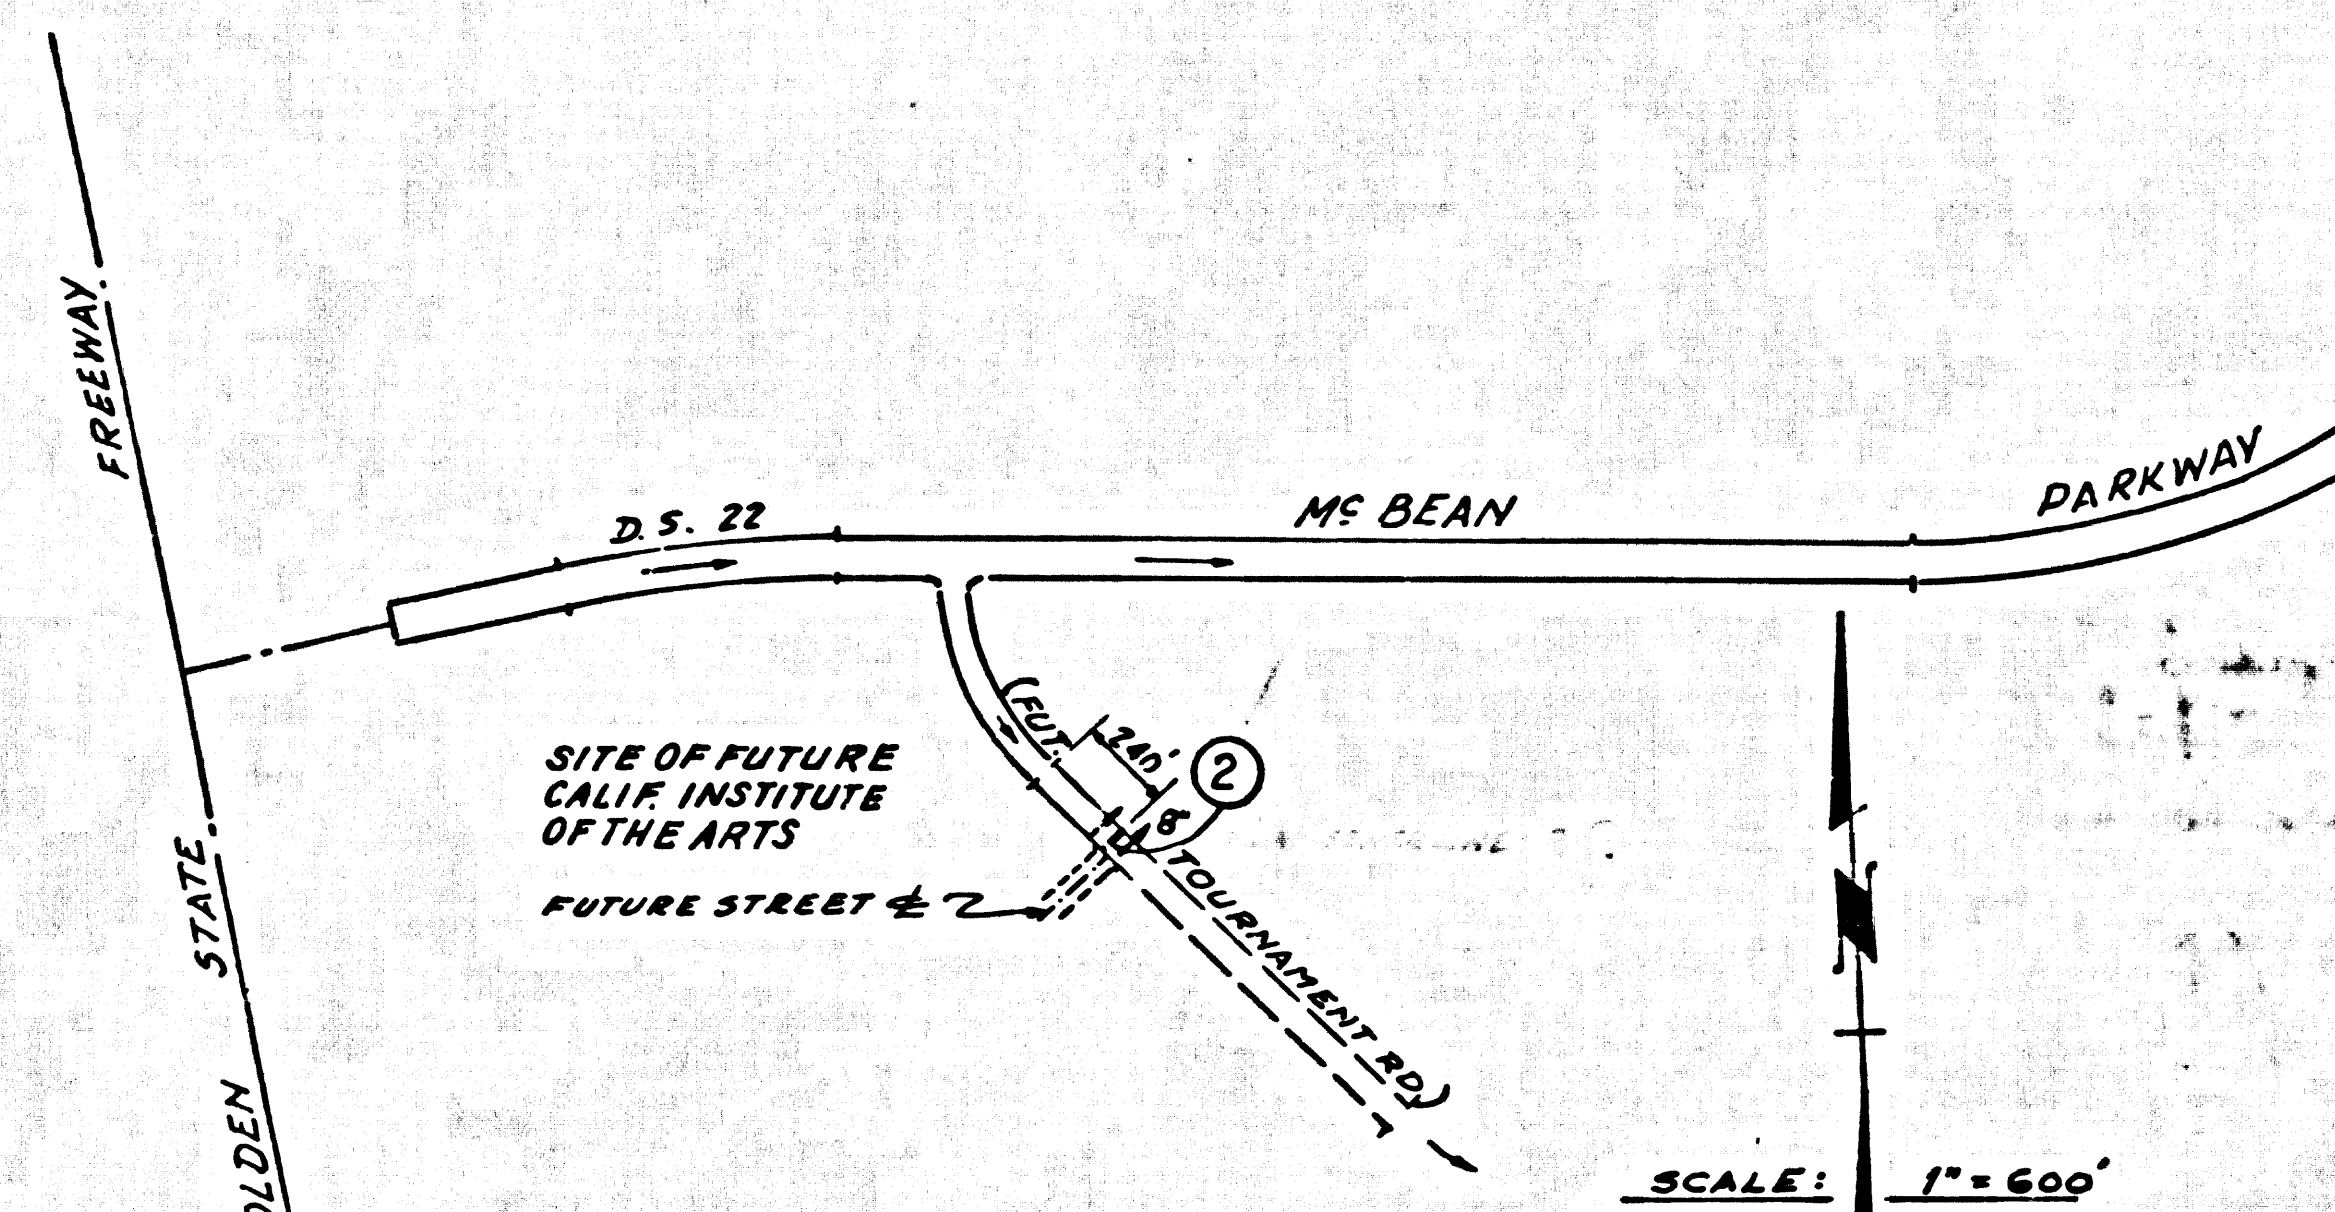 FREEWAY
STATE
OLDEN
D.S. 22
Mc BEAN
PARKWAY
(FUT.
240'
2
8'
TOURNAMENT RD.)
SITE OF FUTURE
CALIF. INSTITUTE
OF THE ARTS
FUTURE STREET ℄
SCALE: 1" = 600'